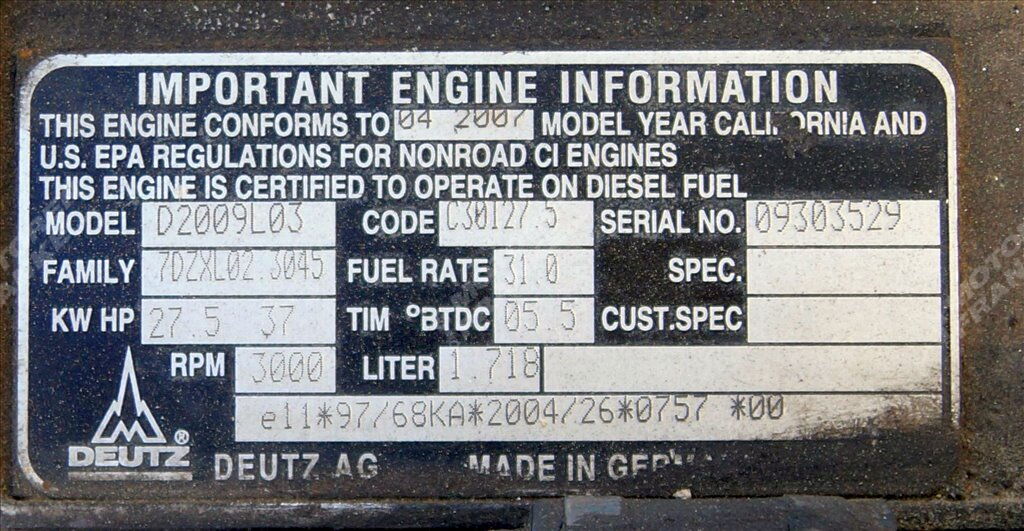 IMPORTANT ENGINE INFORMATION
THIS ENGINE CONFORMS TO 04 2007 MODEL YEAR CALI. ORNIA AND
U.S. EPA REGULATIONS FOR NONROAD CI ENGINES
THIS ENGINE IS CERTIFIED TO OPERATE ON DIESEL FUEL
MODEL D2009L03 CODE C30I27.5 SERIAL NO. 09303529
FAMILY 7DZXL02.3045 FUEL RATE 31.0 SPEC.
KW HP 27.5 37 TIM °BTDC 05.5 CUST.SPEC
RPM 3000 LITER 1.718
e11*97/68KA*2004/26*0757 *00
DEUTZ® DEUTZ AG MADE IN